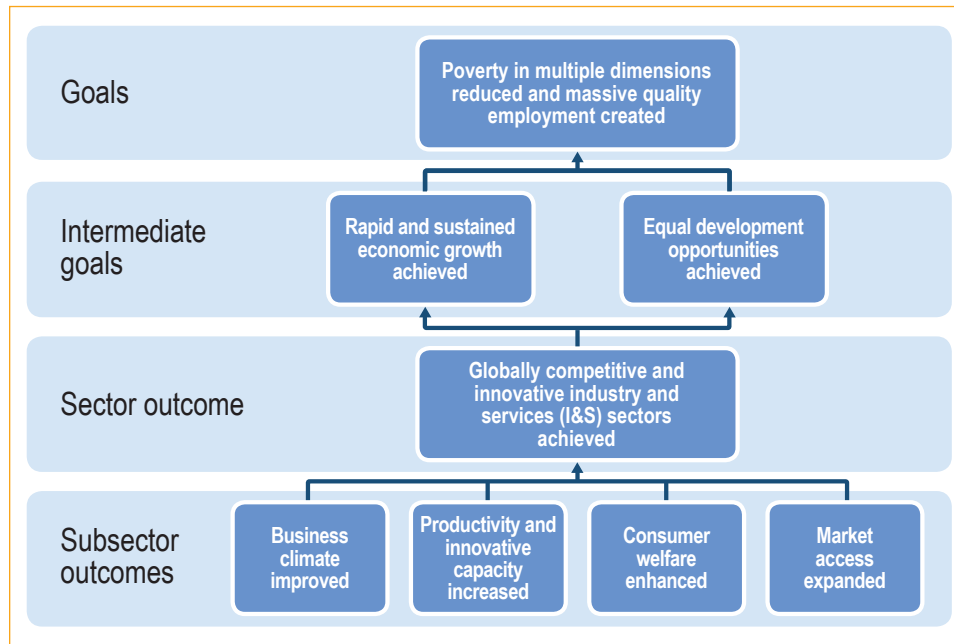 Goals
Poverty in multiple dimensions
reduced and massive quality
employment created
Intermediate
goals
Rapid and sustained
economic growth
achieved
Equal development
opportunities
achieved
Sector outcome
Globally competitive and
innovative industry and
services (I&S) sectors
achieved
Subsector
outcomes
Business
climate
improved
Productivity and
innovative
capacity
increased
Consumer
welfare
enhanced
Market
access
expanded